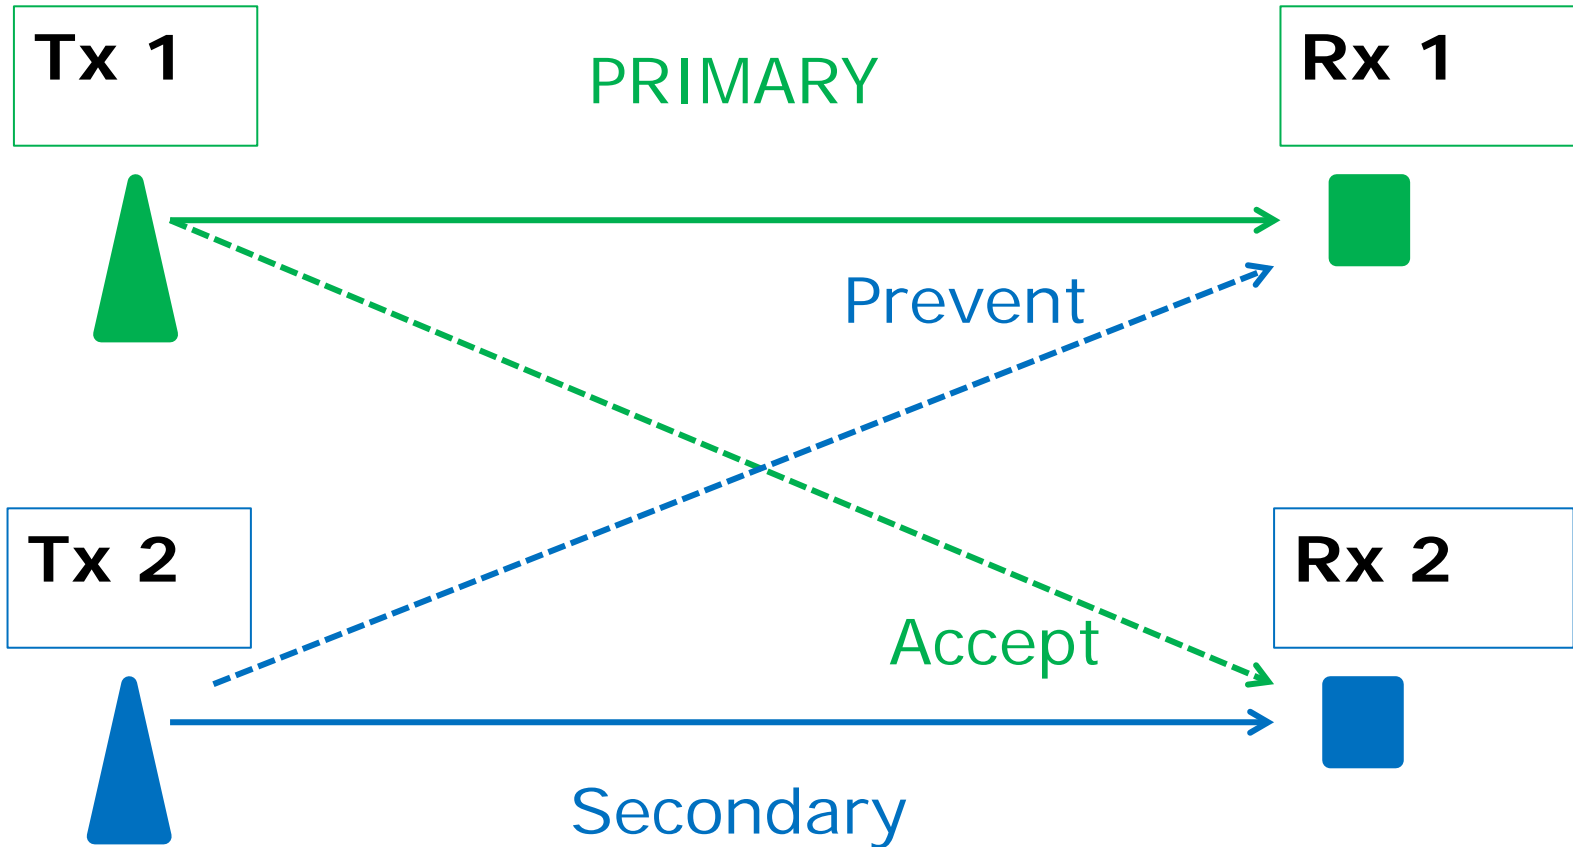 Tx 1
PRIMARY
Rx 1
Prevent
Tx 2
Rx 2
Accept
Secondary